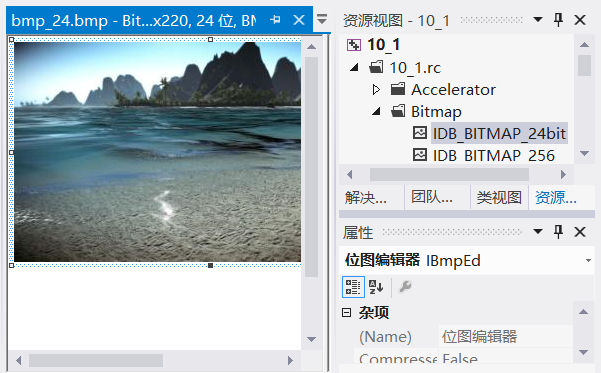 bmp_24.bmp - Bit...x220, 24 位, BM
资源视图 - 10_1
10_1
10_1.rc
Accelerator
Bitmap
IDB_BITMAP_24bit
IDB_BITMAP_256
解决...
团队...
类视图
资源...
属性
位图编辑器 IBmpEd
杂项
(Name) 位图编辑器
Compresse False